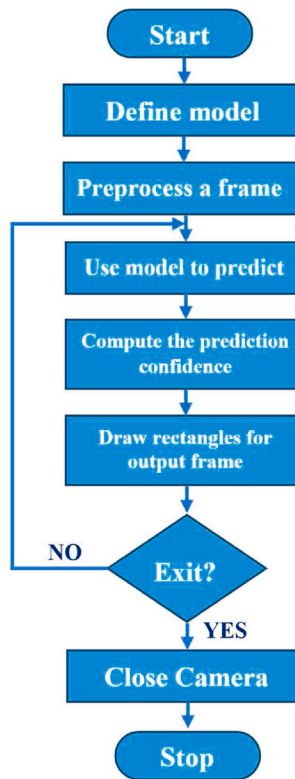 Start
Define model
Preprocess a frame
Use model to predict
Compute the prediction
confidence
Draw rectangles for
output frame
NO
Exit?
YES
Close Camera
Stop